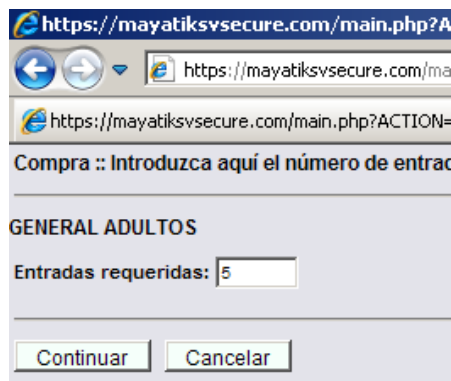 https://mayatiksvsecure.com/main.php?A
https://mayatiksvsecure.com/ma
https://mayatiksvsecure.com/main.php?ACTION=
Compra :: Introduzca aquí el número de entrad
GENERAL ADULTOS
Entradas requeridas: 5
Continuar Cancelar